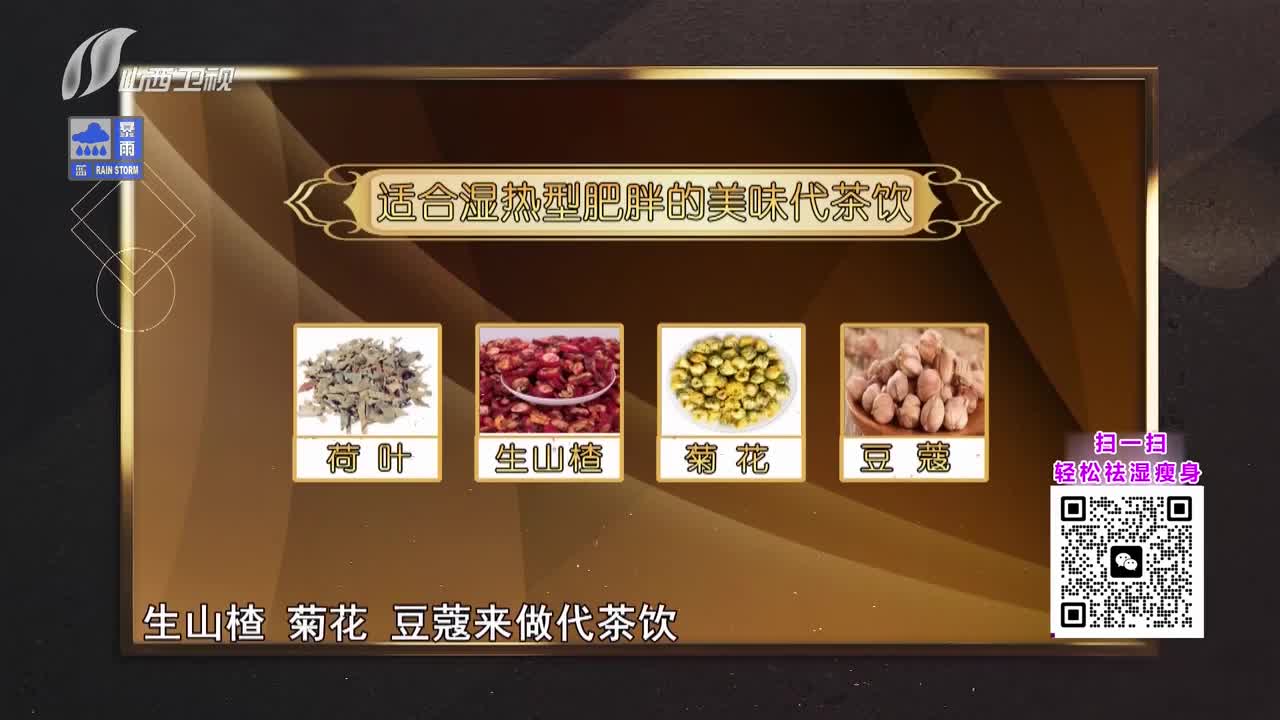 山西卫视
暴雨
蓝 RAIN STORM
适合湿热型肥胖的美味代茶饮
荷叶
生山楂
菊花
豆蔻
扫一扫
轻松祛湿瘦身
生山楂 菊花 豆蔻来做代茶饮